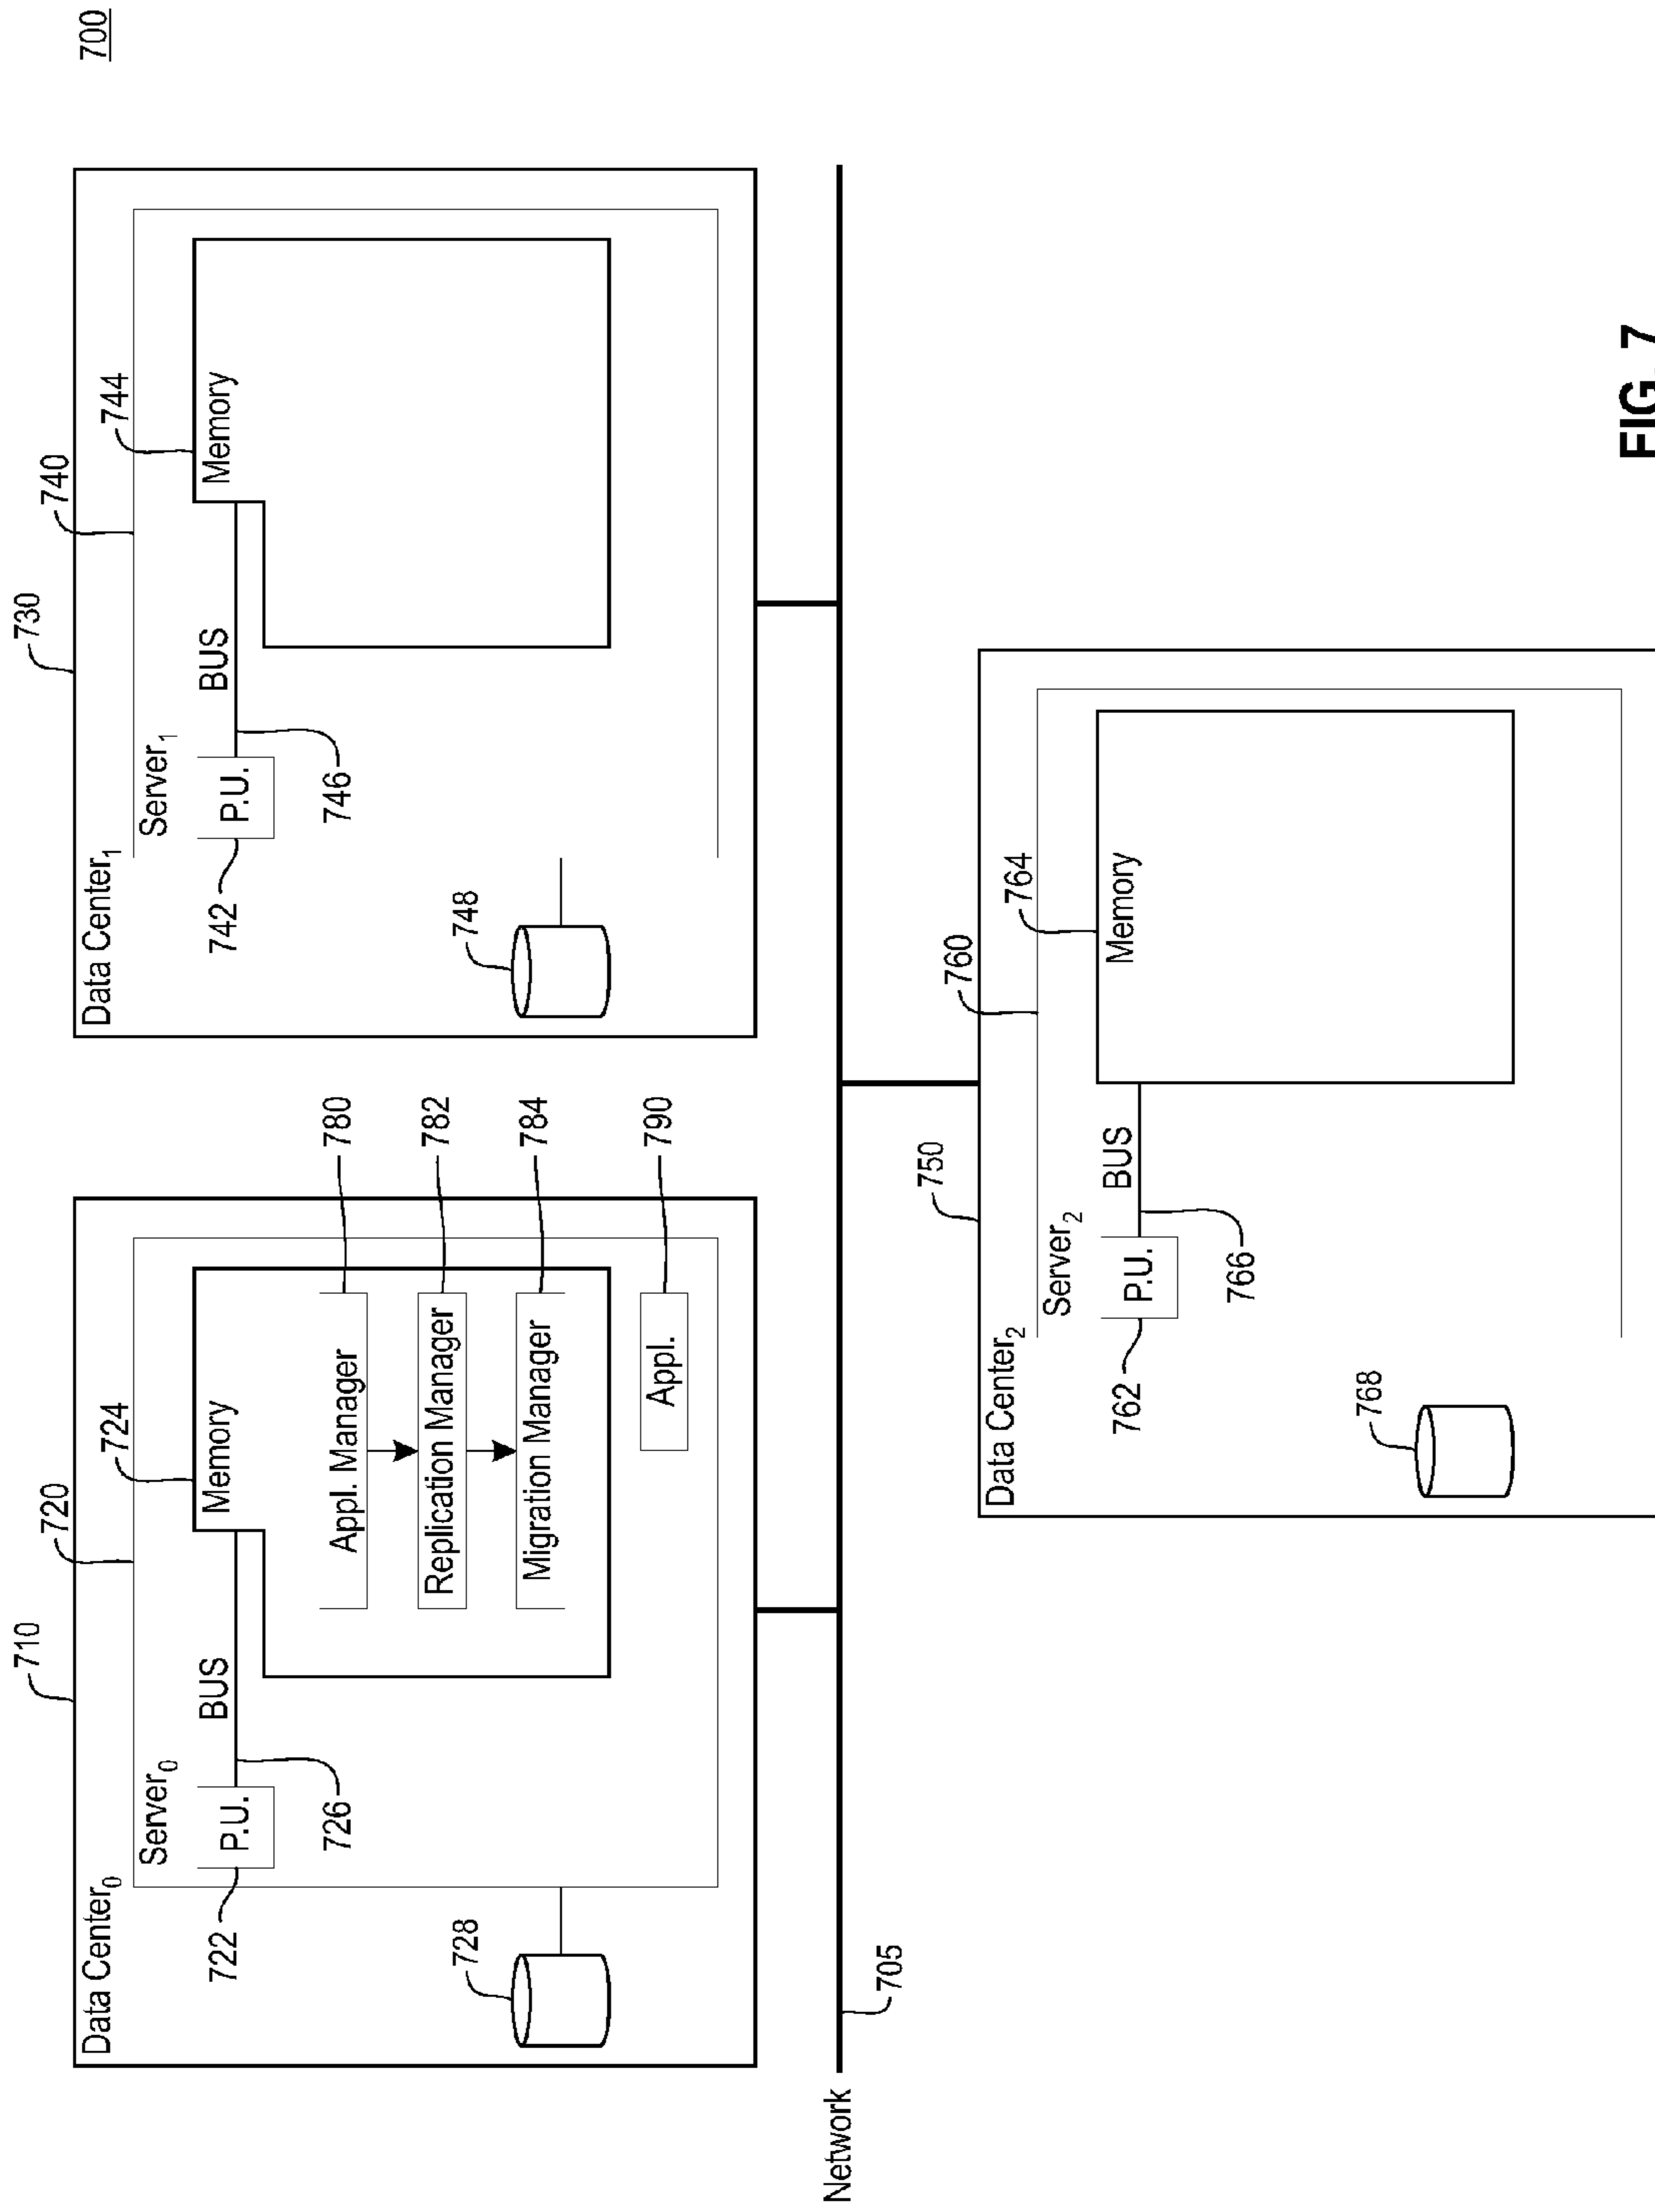 700
710
720
724
Data Center0
Server0
BUS
Memory
P.U.
722
726
728
Appl. Manager
780
Replication Manager
782
Migration Manager
784
Appl.
790
730
740
744
Data Center1
Server1
BUS
Memory
P.U.
742
746
748
Network
705
750
760
764
Data Center2
Server2
BUS
Memory
P.U.
762
766
768
FIG. 7